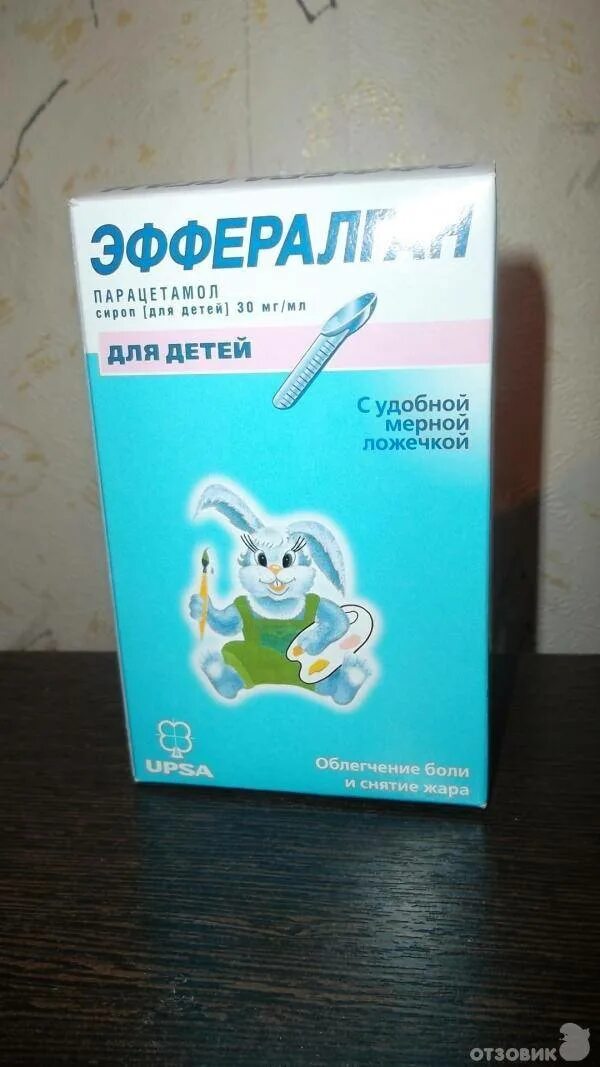 ЭФФЕРАЛГАН
ПАРАЦЕТАМОЛ
сироп [для детей] 30 мг/мл
ДЛЯ ДЕТЕЙ
С удобной
мерной
ложечкой
UPSA
Облегчение боли
и снятие жара
ОТЗОВИК